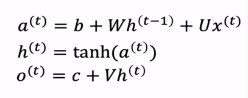 a⁽ᵗ⁾ = b + Wh⁽ᵗ⁻¹⁾ + Ux⁽ᵗ⁾
h⁽ᵗ⁾ = tanh(a⁽ᵗ⁾)
o⁽ᵗ⁾ = c + Vh⁽ᵗ⁾